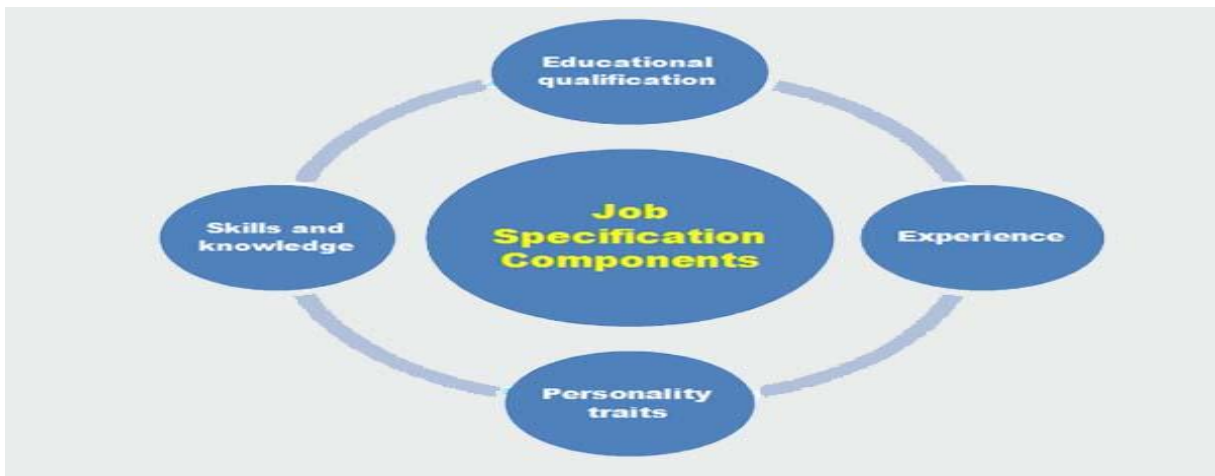 Educational
qualification
Skills and
knowledge
Job
Specification
Components
Experience
Personality
traits